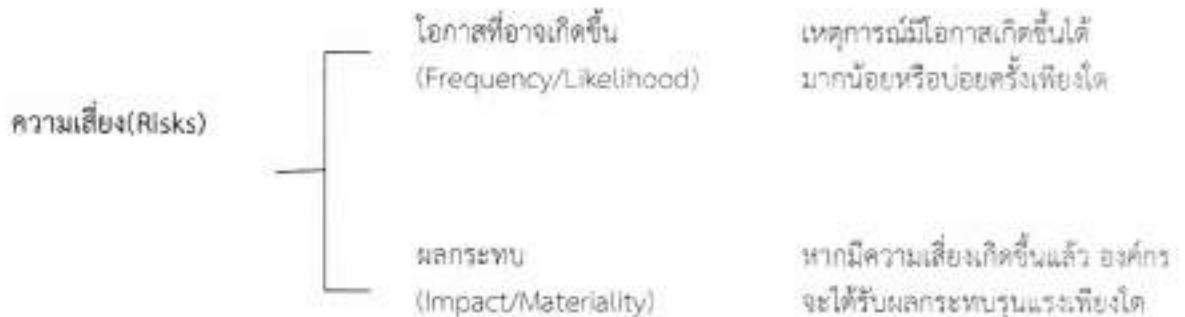 โอกาสที่อาจเกิดขึ้น
(Frequency/Likelihood)
เหตุการณ์มีโอกาสเกิดขึ้นได้
มากน้อยหรือบ่อยครั้งเพียงใด
ความเสี่ยง(Risks)
ผลกระทบ
(Impact/Materiality)
หากมีความเสี่ยงเกิดขึ้นแล้ว องค์กร
จะได้รับผลกระทบรุนแรงเพียงใด